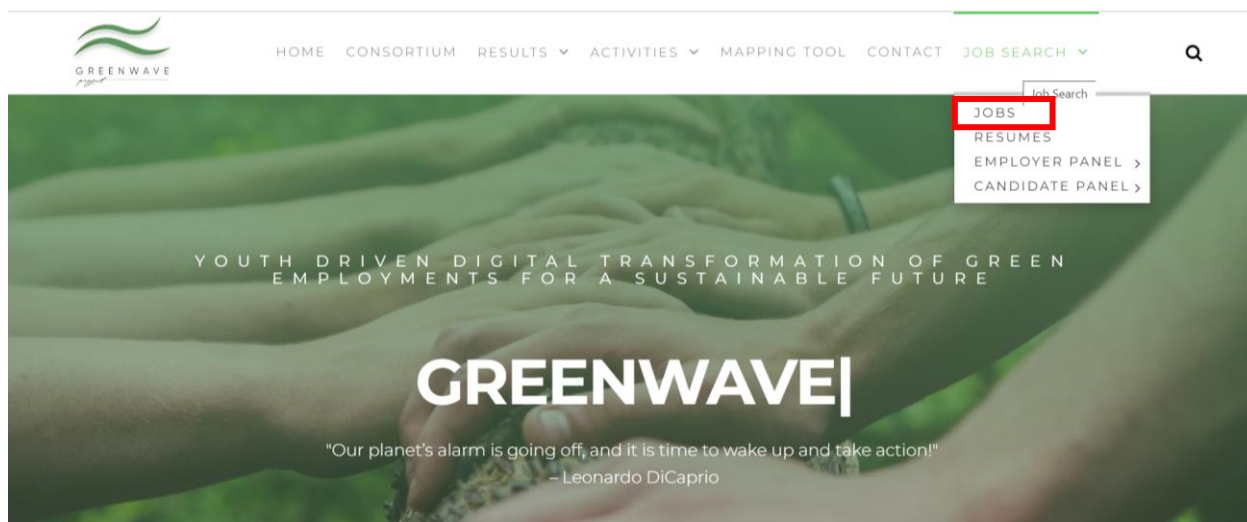 GREENWAVE
project
HOME CONSORTIUM RESULTS ACTIVITIES MAPPING TOOL CONTACT JOB SEARCH
Job Search
JOBS
RESUMES
EMPLOYER PANEL
CANDIDATE PANEL
YOUTH DRIVEN DIGITAL TRANSFORMATION OF GREEN
EMPLOYMENTS FOR A SUSTAINABLE FUTURE
GREENWAVE|
"Our planet's alarm is going off, and it is time to wake up and take action!"
– Leonardo DiCaprio